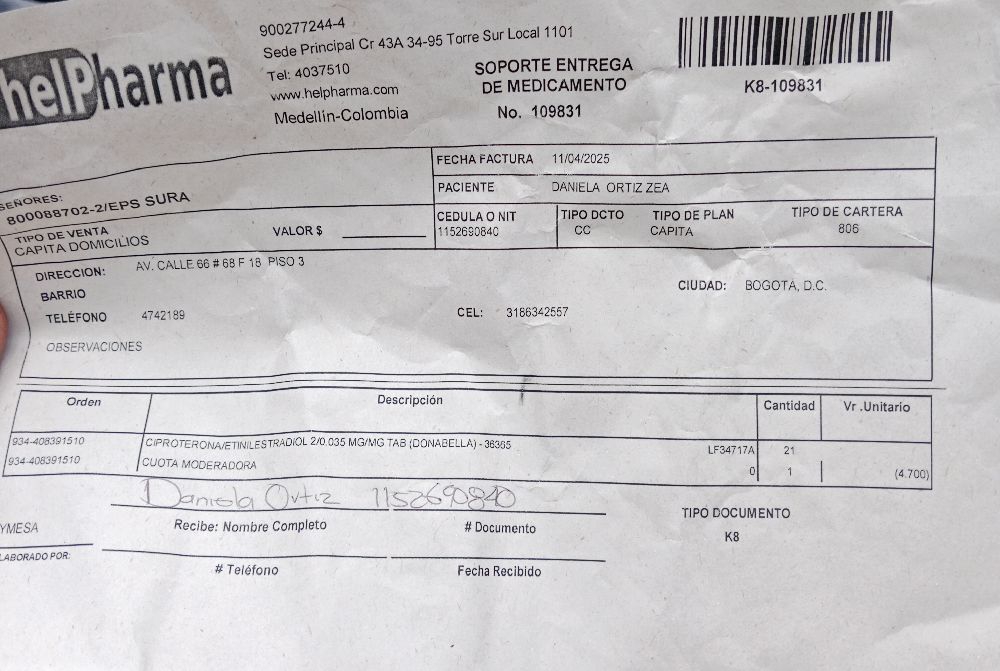 helPharma
900277244-4
Sede Principal Cr 43A 34-95 Torre Sur Local 1101
Tel: 4037510
www.helpharma.com
Medellín-Colombia
SOPORTE ENTREGA
DE MEDICAMENTO
No. 109831
K8-109831
SEÑORES:
800088702-2/EPS SURA
FECHA FACTURA 11/04/2025
PACIENTE DANIELA ORTIZ ZEA
TIPO DE VENTA
CAPITA DOMICILIOS
VALOR $
CEDULA O NIT
1152690840
TIPO DCTO
CC
TIPO DE PLAN
CAPITA
TIPO DE CARTERA
806
DIRECCION: AV. CALLE 66 # 68 F 18 PISO 3
BARRIO
CIUDAD: BOGOTA, D.C.
TELÉFONO 4742189
CEL: 3186342557
OBSERVACIONES
Orden Descripción Cantidad Vr .Unitario
934-408391510 CIPROTERONA/ETINILESTRADIOL 2/0.035 MG/MG TAB (DONABELLA) - 36365 LF34717A 21
934-408391510 CUOTA MODERADORA 0 1 (4.700)
Daniela Ortiz 1152690840
Recibe: Nombre Completo # Documento
TIPO DOCUMENTO
K8
YMESA
LABORADO POR:
# Teléfono Fecha Recibido